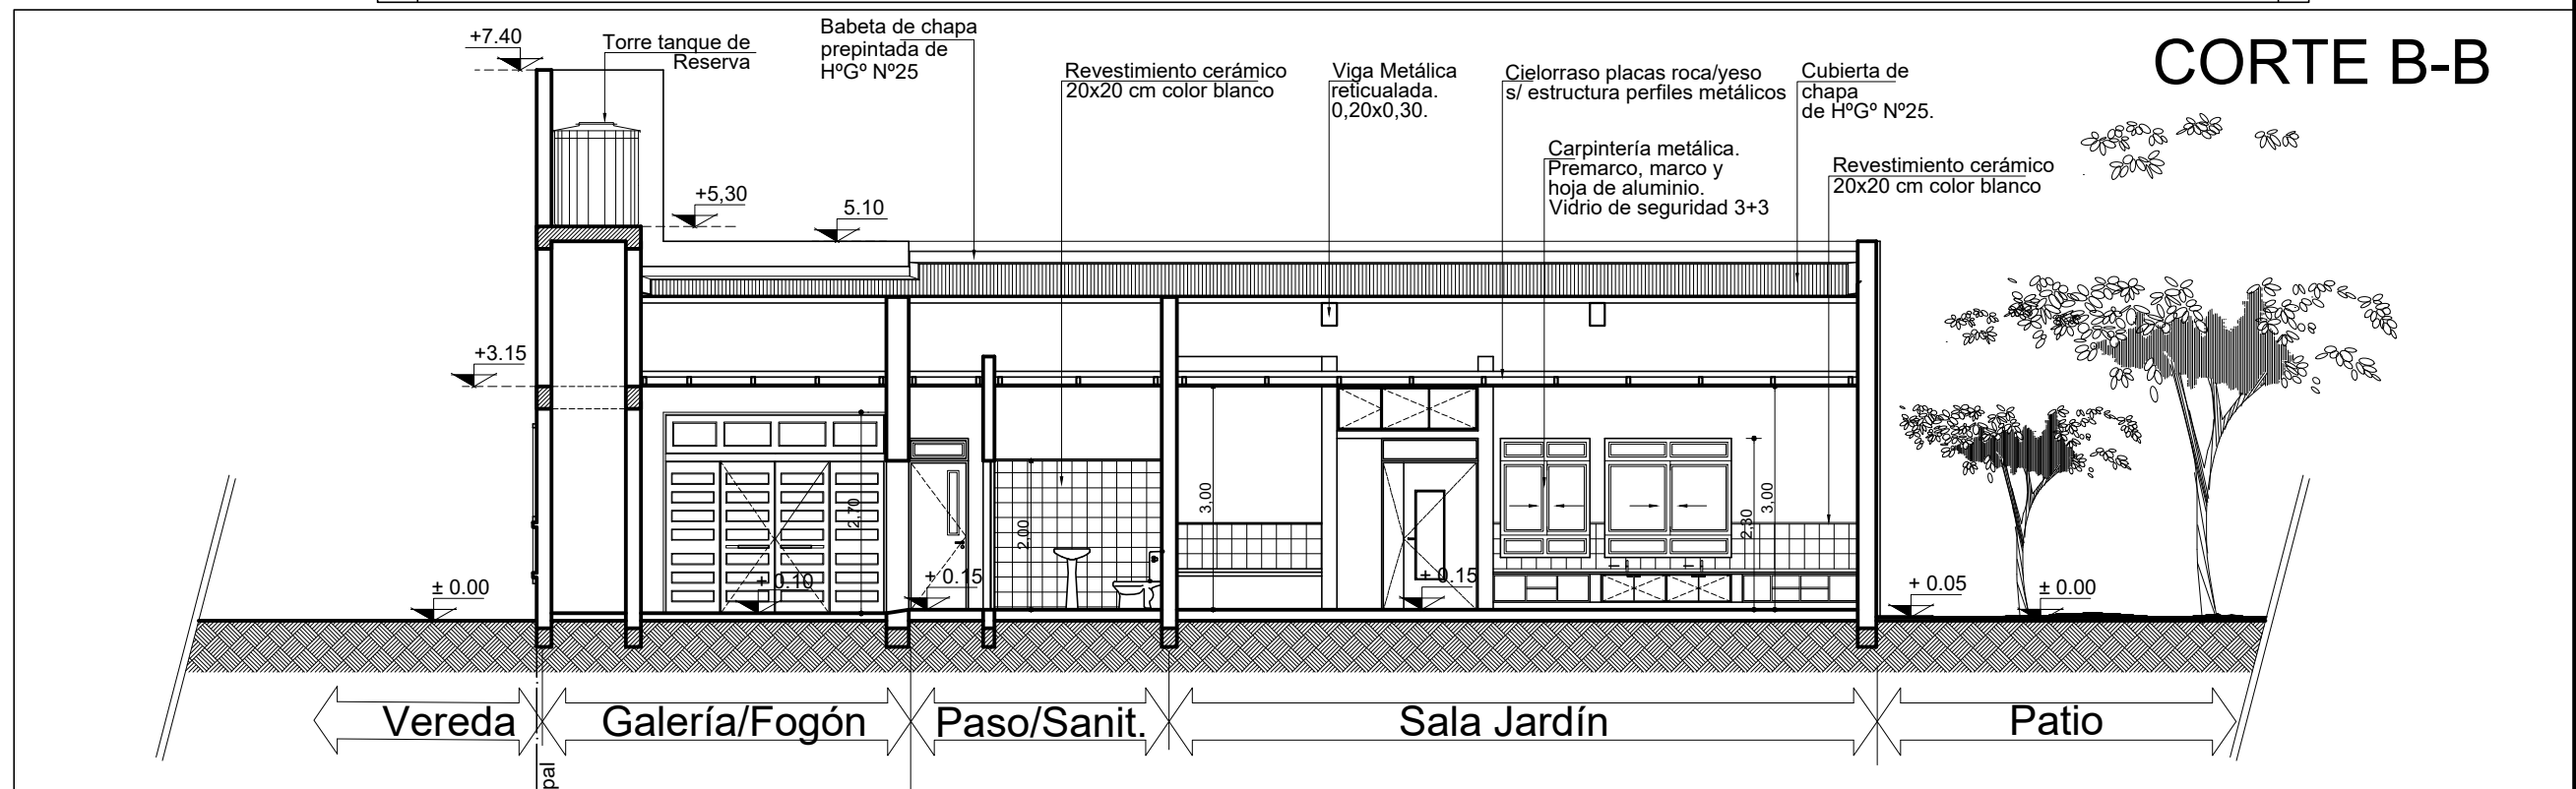 CORTE B-B
+7.40
Torre tanque de
Reserva
Babeta de chapa
prepintada de
HºGº Nº25
Revestimiento cerámico
20x20 cm color blanco
Viga Metálica
reticualada.
0,20x0,30.
Cielorraso placas roca/yeso
s/ estructura perfiles metálicos
Cubierta de
chapa
de HºGº Nº25.
Carpintería metálica.
Premarco, marco y
hoja de aluminio.
Vidrio de seguridad 3+3
Revestimiento cerámico
20x20 cm color blanco
+5,30
5.10
+3.15
2,70
2,00
3,00
2,30
3,00
± 0.00
+ 0.10
+ 0.15
+ 0.15
+ 0.05
± 0.00
Vereda
Galería/Fogón
Paso/Sanit.
Sala Jardín
Patio
pal